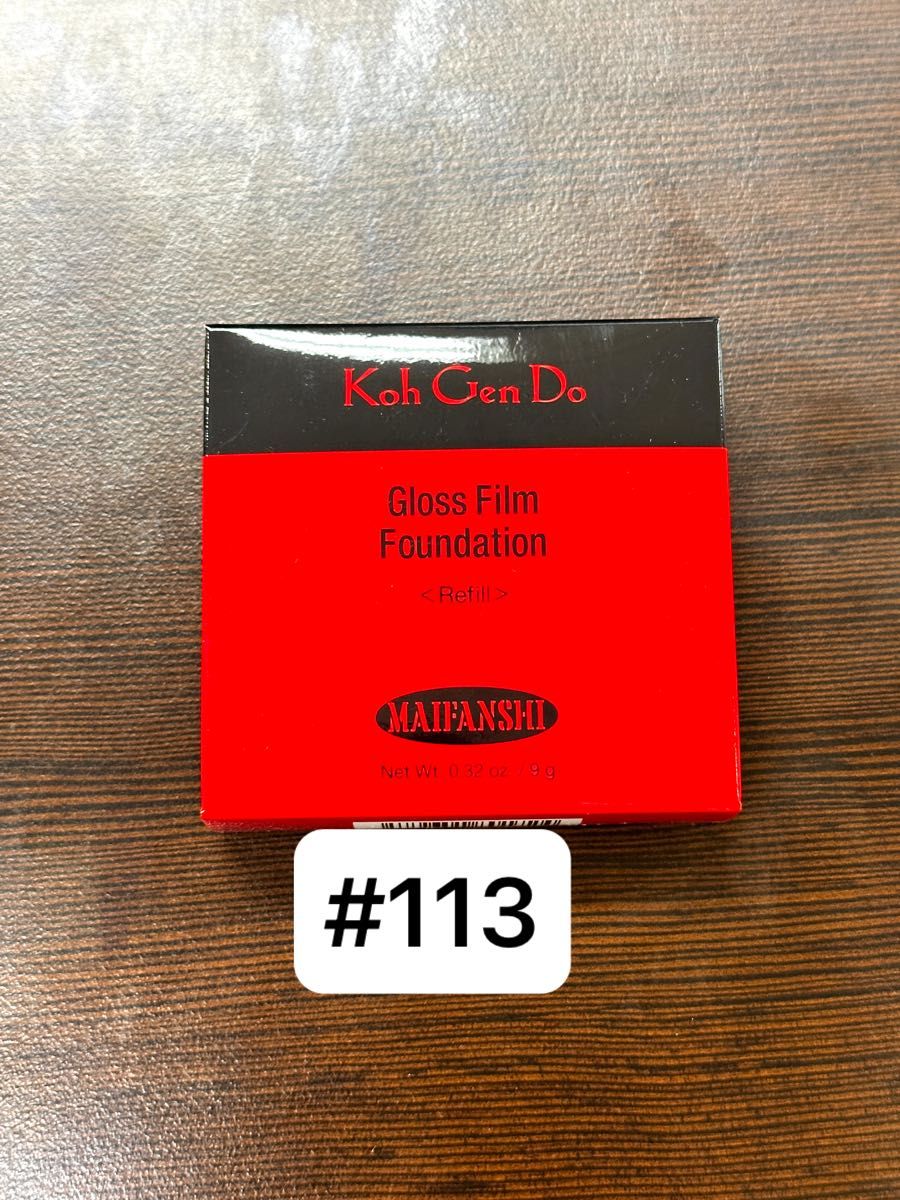 Koh Gen Do
Gloss Film
Foundation
<Refill>
MAIFANSHI
Net Wt. 0.32 oz. / 9 g
#113